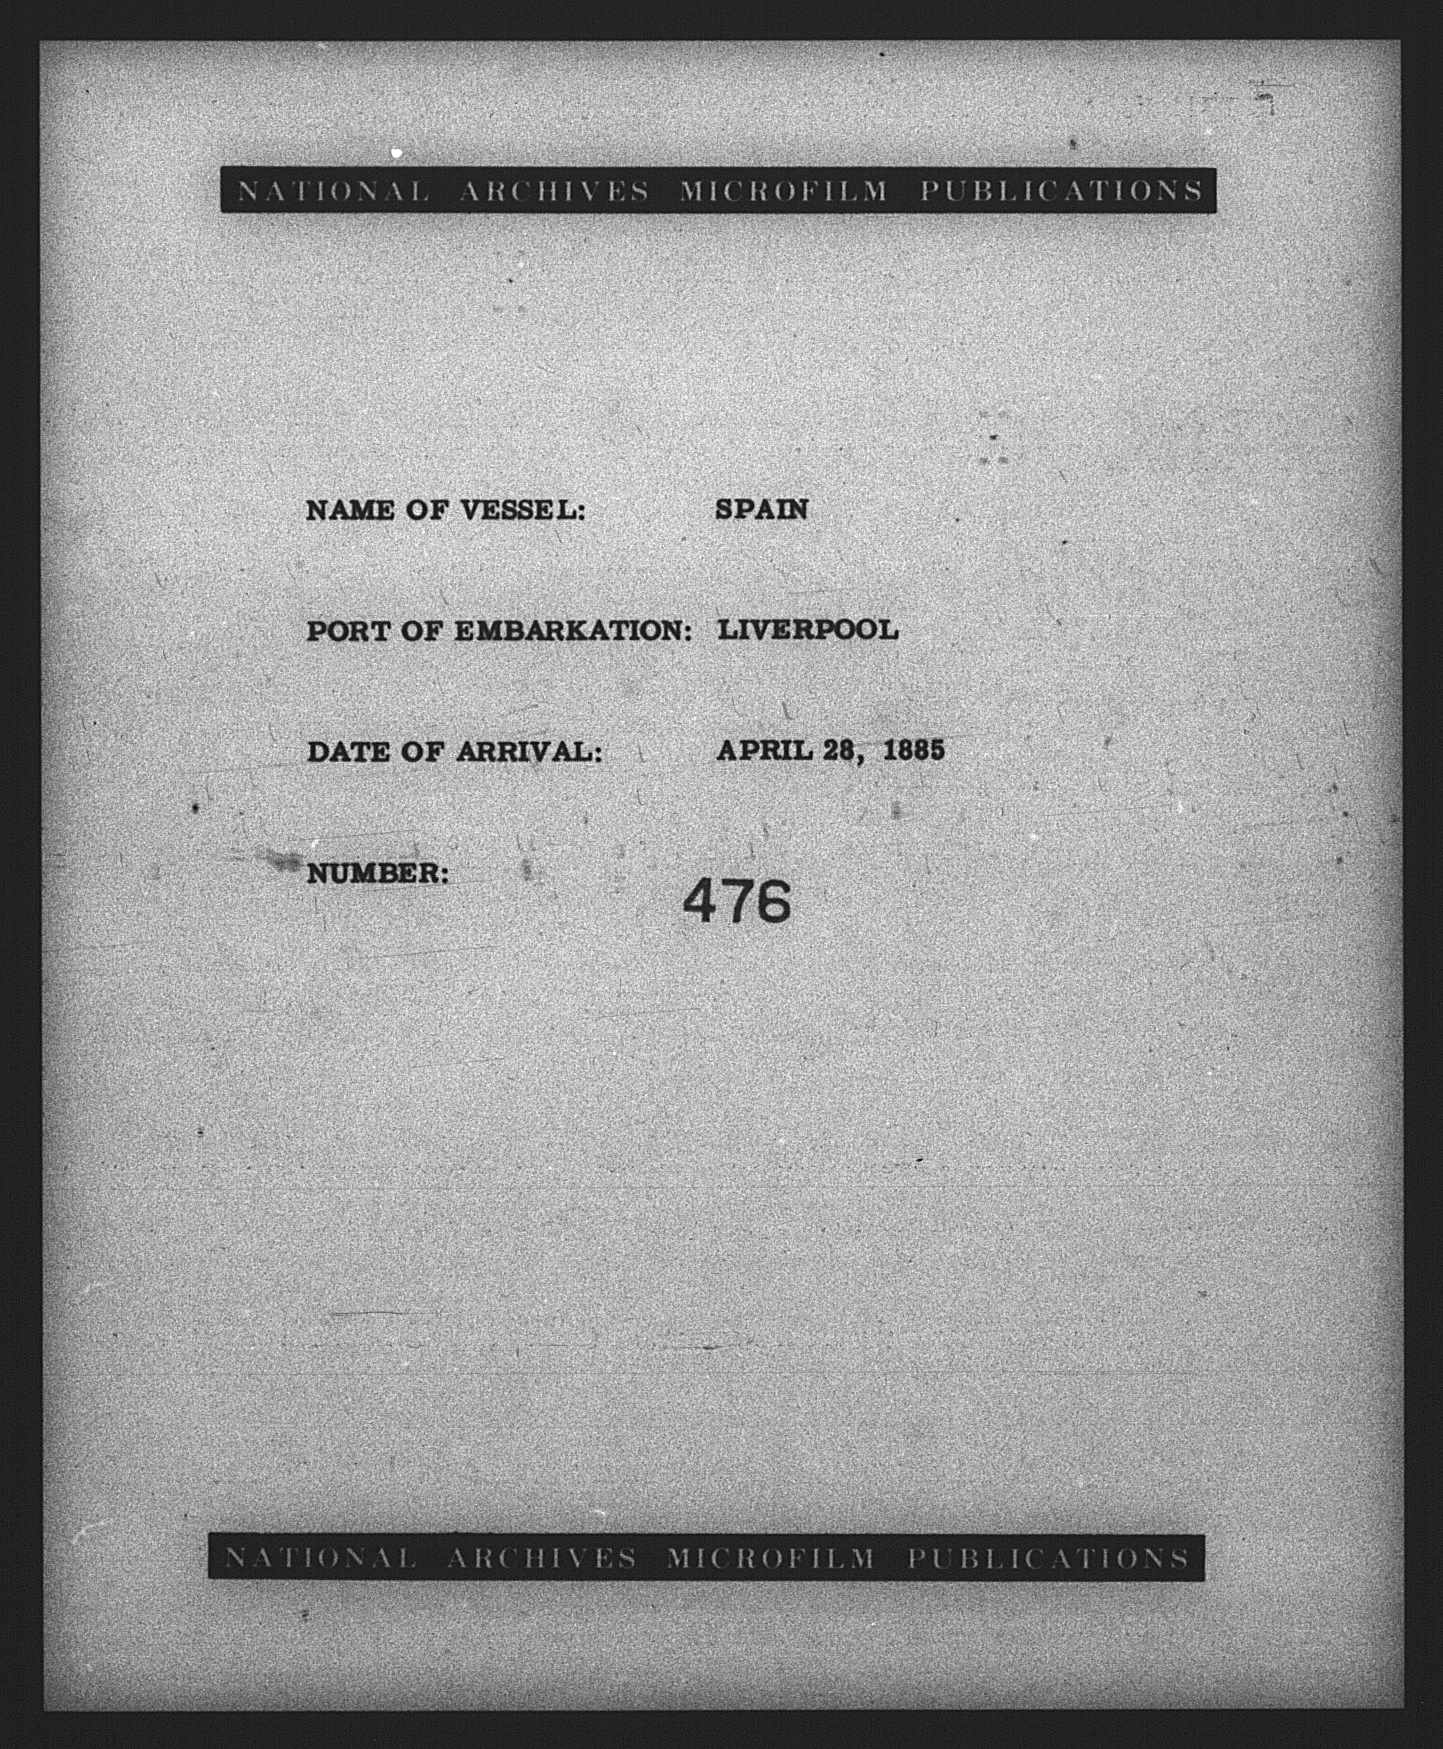 NATIONAL ARCHIVES MICROFILM PUBLICATIONS
NAME OF VESSEL: SPAIN
PORT OF EMBARKATION: LIVERPOOL
DATE OF ARRIVAL: APRIL 28, 1885
NUMBER: 476
NATIONAL ARCHIVES MICROFILM PUBLICATIONS